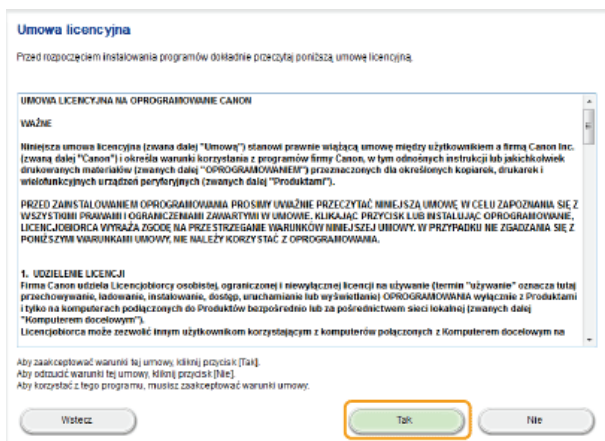 Umowa licencyjna
Przed rozpoczęciem instalowania programów dokładnie przeczytaj poniższą umowę licencyjną.
UMOWA LICENCYJNA NA OPROGRAMOWANIE CANON
WAŻNE
Niniejsza umowa licencyjna (zwana dalej "Umową") stanowi prawnie wiążącą umowę między użytkownikiem a firmą Canon Inc.
(zwaną dalej "Canon") i określa warunki korzystania z programów firmy Canon, w tym odnośnych instrukcji lub jakichkolwiek
drukowanych materiałów (zwanych dalej "OPROGRAMOWANIEM") przeznaczonych dla określonych kopiarek, drukarek i
wielofunkcyjnych urządzeń peryferyjnych (zwanych dalej "Produktami").
PRZED ZAINSTALOWANIEM OPROGRAMOWANIA PROSIMY UWAŻNIE PRZECZYTAĆ NINIEJSZĄ UMOWĘ W CELU ZAPOZNANIA SIĘ Z
WSZYSTKIMI PRAWAMI I OGRANICZENIAMI ZAWARTYMI W UMOWIE. KLIKAJĄC PRZYCISK LUB INSTALUJĄC OPROGRAMOWANIE,
LICENCJOBIORCA WYRAŻA ZGODĘ NA PRZESTRZEGANIE WARUNKÓW NINIEJSZEJ UMOWY. W PRZYPADKU NIE ZGADZANIA SIĘ Z
PONIŻSZYMI WARUNKAMI UMOWY, NIE NALEŻY KORZYSTAĆ Z OPROGRAMOWANIA.
1. UDZIELENIE LICENCJI
Firma Canon udziela Licencjobiorcy osobistej, ograniczonej i niewyłącznej licencji na używanie (termin "używanie" oznacza tutaj
przechowywanie, ładowanie, instalowanie, dostęp, uruchamianie lub wyświetlanie) OPROGRAMOWANIA wyłącznie z Produktami
i tylko na komputerach podłączonych do Produktów bezpośrednio lub za pośrednictwem sieci lokalnej (zwanych dalej
"Komputerem docelowym").
Licencjobiorca może zezwolić innym użytkownikom korzystającym z komputerów połączonych z Komputerem docelowym na
Aby zaakceptować warunki tej umowy, kliknij przycisk [Tak].
Aby odrzucić warunki tej umowy, kliknij przycisk [Nie].
Aby korzystać z tego programu, musisz zaakceptować warunki umowy.
Wstecz Tak Nie